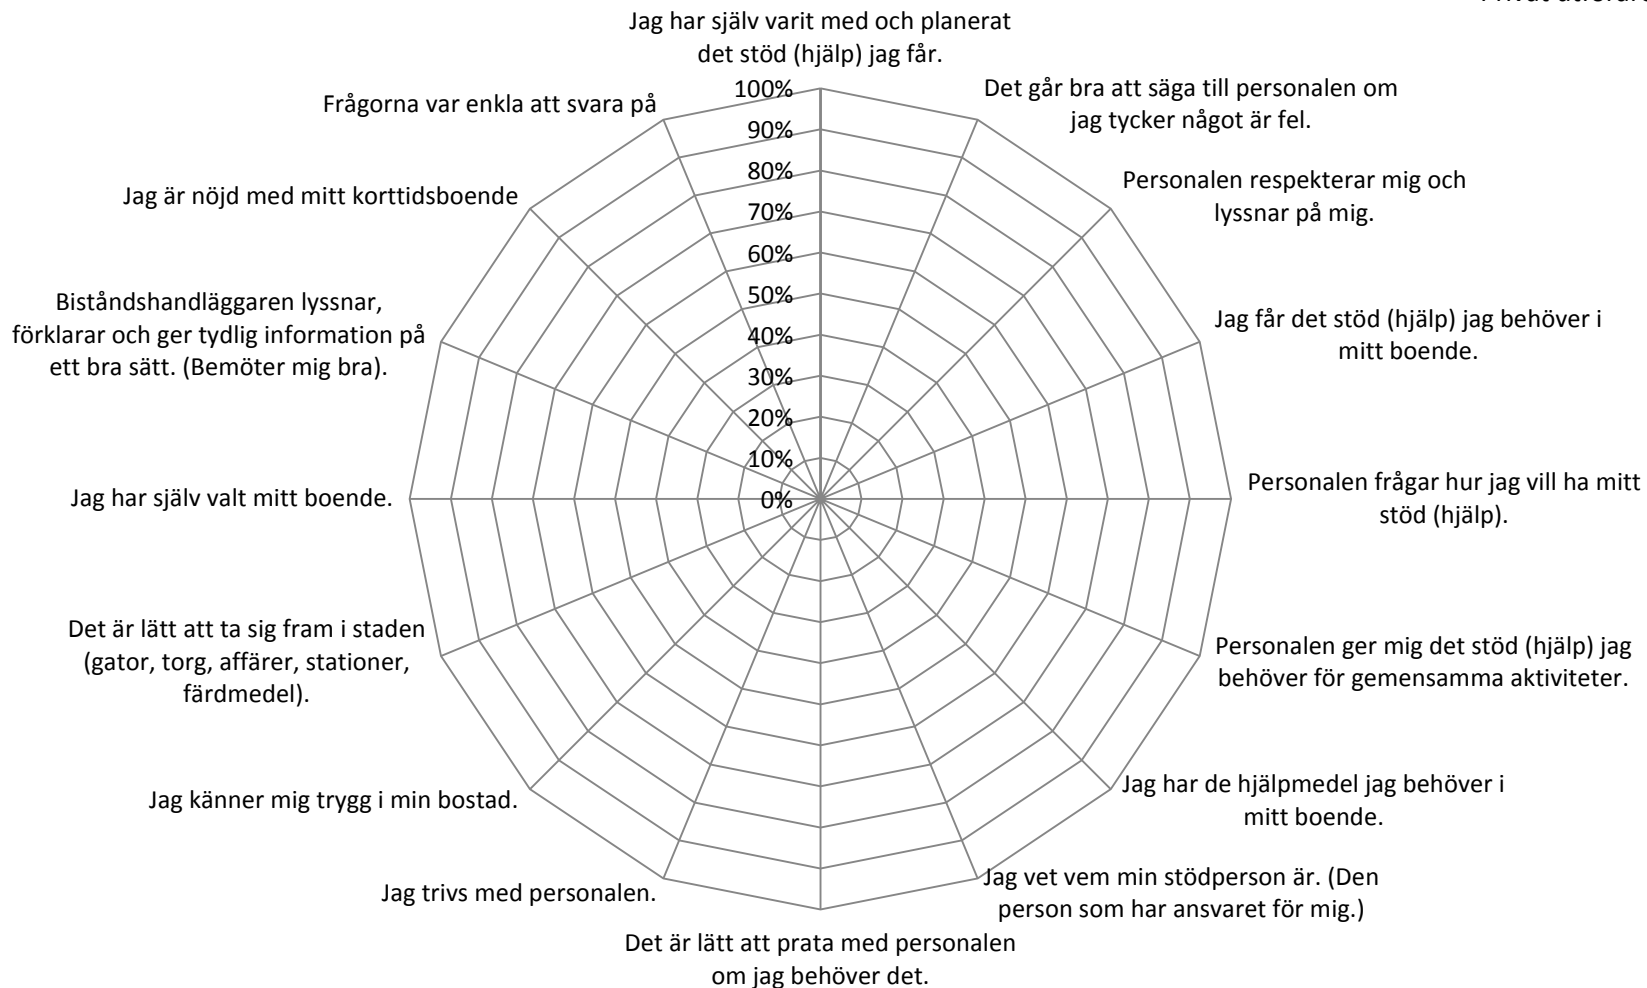 Jag har själv varit med och planerat
det stöd (hjälp) jag får.
Det går bra att säga till personalen om
jag tycker något är fel.
Personalen respekterar mig och
lyssnar på mig.
Jag får det stöd (hjälp) jag behöver i
mitt boende.
Personalen frågar hur jag vill ha mitt
stöd (hjälp).
Personalen ger mig det stöd (hjälp) jag
behöver för gemensamma aktiviteter.
Jag har de hjälpmedel jag behöver i
mitt boende.
Jag vet vem min stödperson är. (Den
person som har ansvaret för mig.)
Det är lätt att prata med personalen
om jag behöver det.
Jag trivs med personalen.
Jag känner mig trygg i min bostad.
Det är lätt att ta sig fram i staden
(gator, torg, affärer, stationer,
färdmedel).
Jag har själv valt mitt boende.
Biståndshandläggaren lyssnar,
förklarar och ger tydlig information på
ett bra sätt. (Bemöter mig bra).
Jag är nöjd med mitt korttidsboende
Frågorna var enkla att svara på
100%
90%
80%
70%
60%
50%
40%
30%
20%
10%
0%